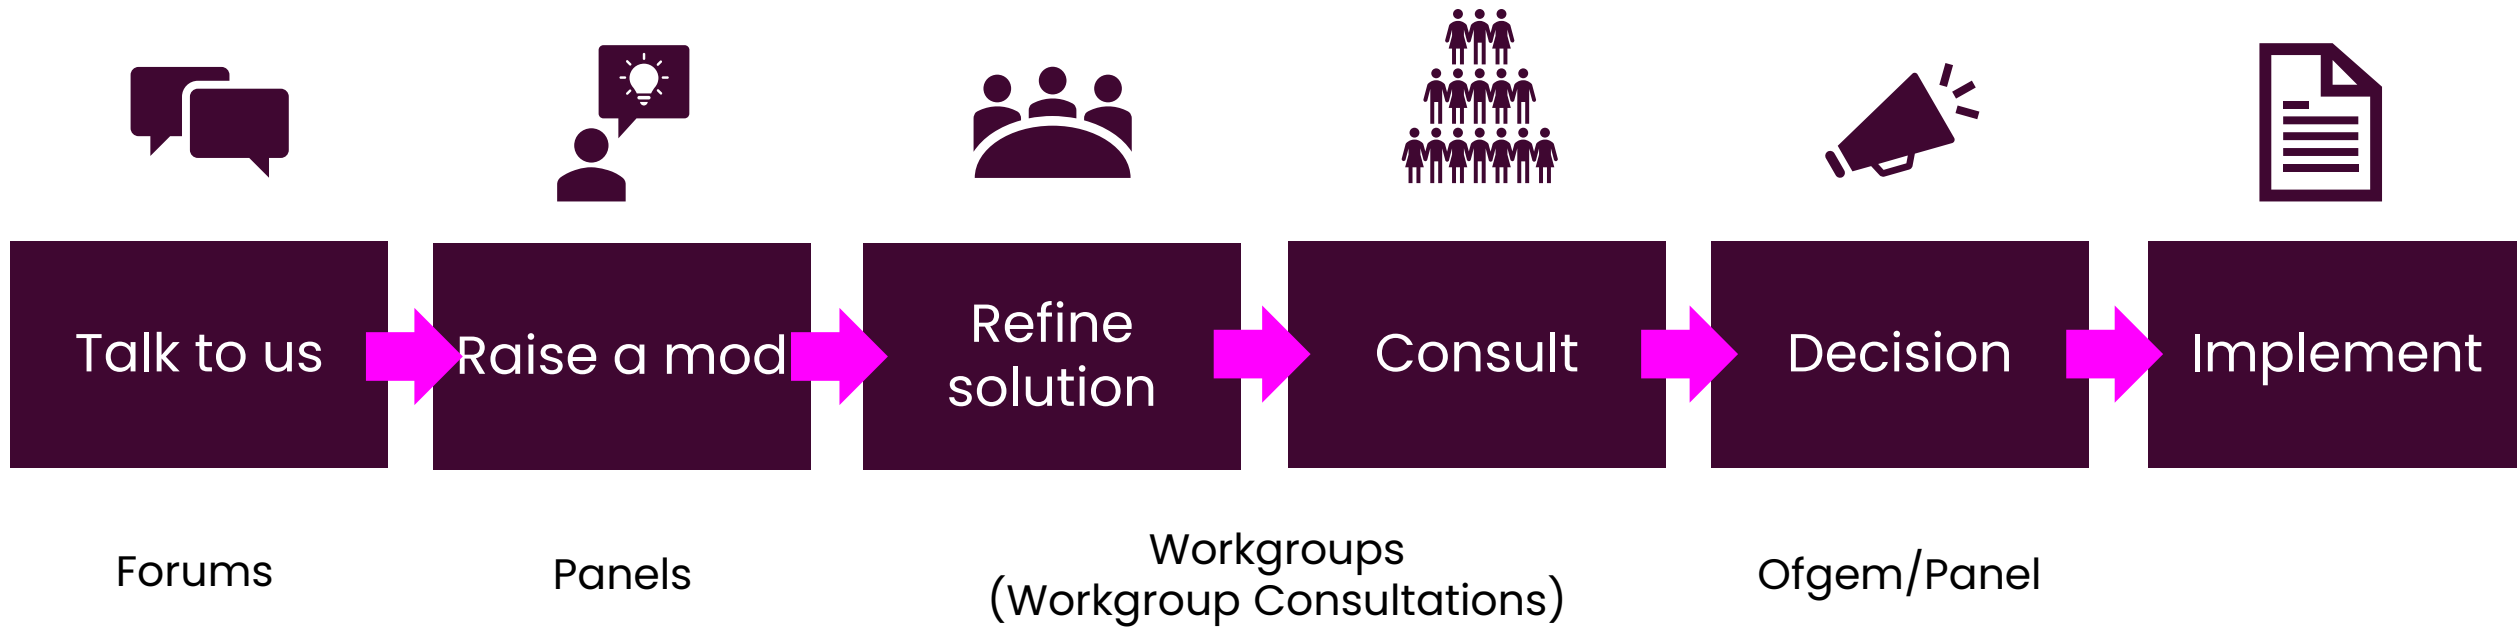 Talk to us
Raise a mod
Refine
solution
Consult
Decision
Implement
Forums
Panels
Workgroups
(Workgroup Consultations)
Ofgem/Panel